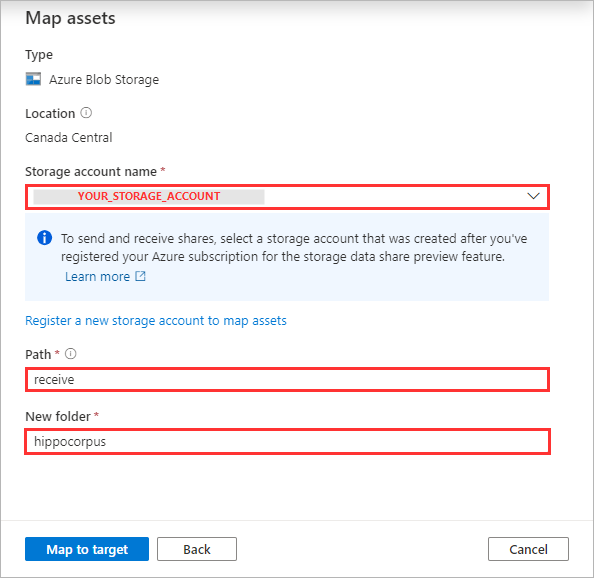 Map assets
Type
Azure Blob Storage
Location
Canada Central
Storage account name *
YOUR_STORAGE_ACCOUNT
To send and receive shares, select a storage account that was created after you've
registered your Azure subscription for the storage data share preview feature.
Learn more
Register a new storage account to map assets
Path *
receive
New folder *
hippocorpus
Map to target
Back
Cancel